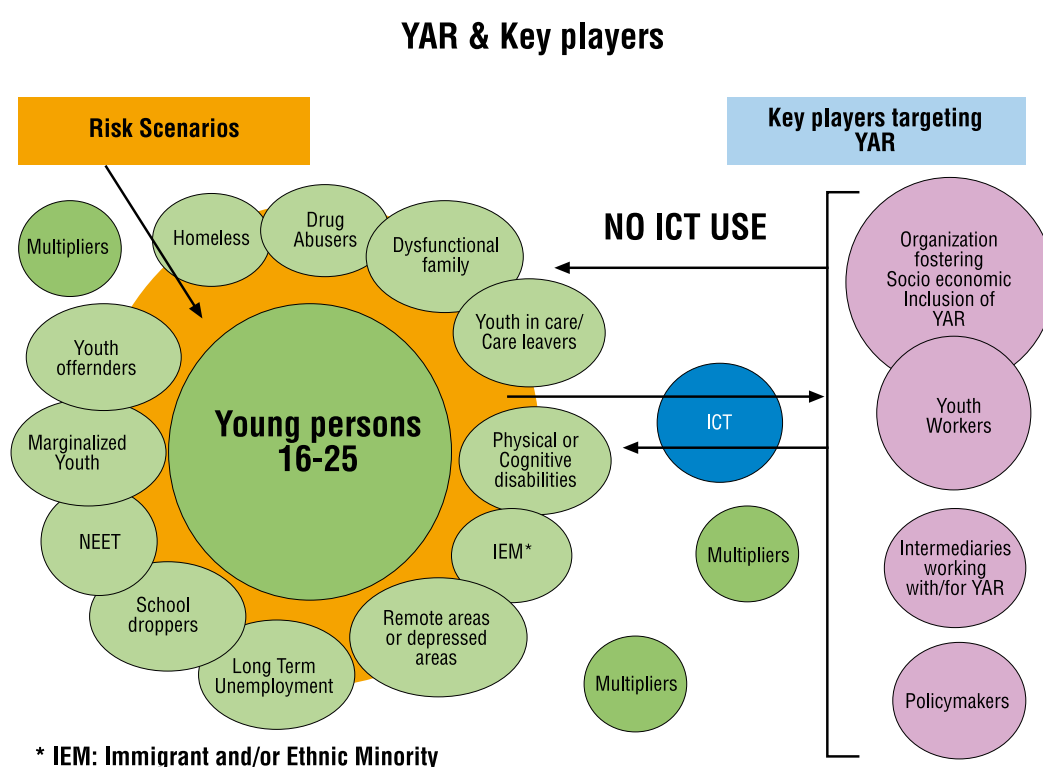 YAR & Key players
Risk Scenarios
Key players targeting
YAR
Multipliers
Homeless
Drug
Abusers
Dysfunctional
family
Youth in care/
Care leavers
NO ICT USE
Organization
fostering
Socio economic
Inclusion of
YAR
Youth
offernders
Young persons
16-25
ICT
Youth
Workers
Marginalized
Youth
Physical or
Cognitive
disabilities
NEET
IEM*
Multipliers
Intermediaries
working
with/for YAR
School
droppers
Remote areas
or depressed
areas
Long Term
Unemployment
Multipliers
Policymakers
* IEM: Immigrant and/or Ethnic Minority